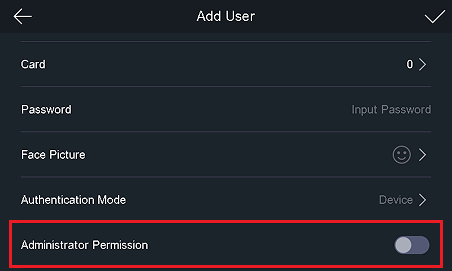 Add User
Card 0
Password Input Password
Face Picture
Authentication Mode Device
Administrator Permission